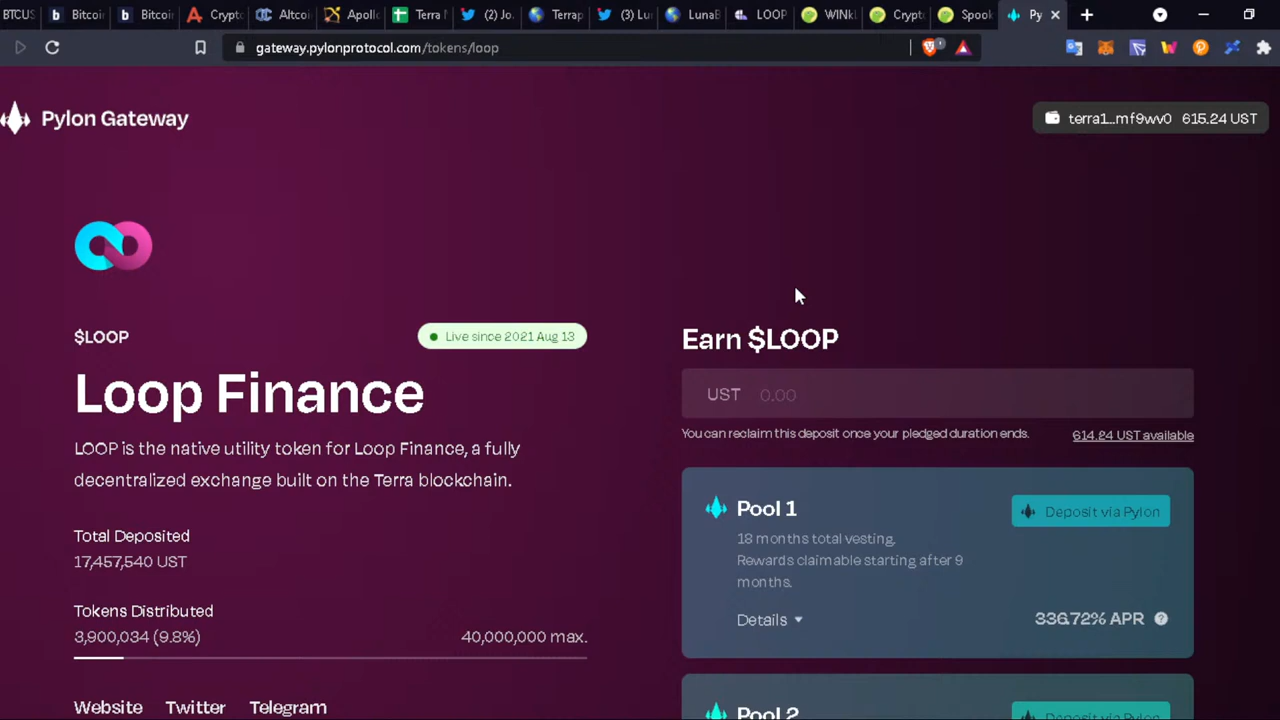 BTCUS
Bitcoi
Bitcoi
Crypt
Altcoi
Apoll
Terra
(2) Jo.
Terrap
(3) Lu
LunaB
LOOP
WINk
Crypt
Spook
Py
gateway.pylonprotocol.com/tokens/loop
1
Pylon Gateway
terra1...mf9wv0 615.24 UST
$LOOP
Live since 2021 Aug 13
Loop Finance
LOOP is the native utility token for Loop Finance, a fully
decentralized exchange built on the Terra blockchain.
Total Deposited
17,457,540 UST
Tokens Distributed
3,900,034 (9.8%)
40,000,000 max.
Website
Twitter
Telegram
Earn $LOOP
UST 0.00
You can reclaim this deposit once your pledged duration ends.
614.24 UST available
Pool 1
Deposit via Pylon
18 months total vesting.
Rewards claimable starting after 9
months.
Details
336.72% APR
?
Pool 2
Deposit via Pylon